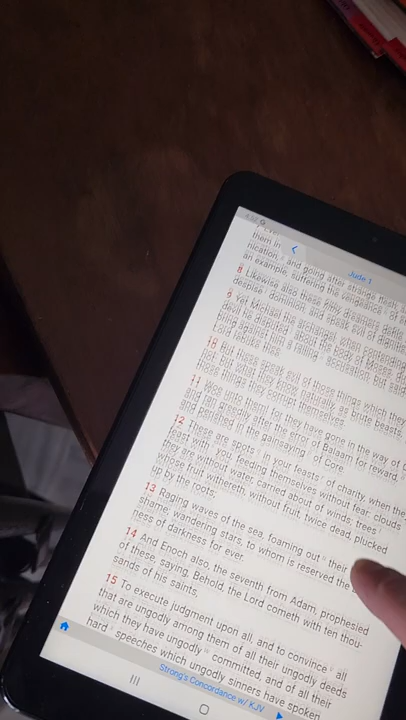 Jude 1
them in
nication, and going after strange
an example, suffering the vengeance of
8 Likewise also these filthy dreamers
despise dominion, and speak evil of
9 Yet Michael the archangel, when contending
devil he disputed about the body of Moses,
railing accusation, but said,
Lord rebuke thee.
10 But these speak evil of those things which they
not: but what they know naturally, as brute beasts,
those things they corrupt themselves.
11 Woe unto them! for they have gone in the way of
and ran greedily after the error of Balaam for reward,
and perished in the gainsaying of Core.
12 These are spots in your feasts of charity, when the
feast with you, feeding themselves without fear: clouds
they are without water, carried about of winds; trees
whose fruit withereth, without fruit, twice dead, plucked
up by the roots;
13 Raging waves of the sea, foaming out their
shame; wandering stars, to whom is reserved the
ness of darkness for ever.
14 And Enoch also, the seventh from Adam, prophesied
of these, saying, Behold, the Lord cometh with ten thou-
sands of his saints,
15 To execute judgment upon all, and to convince all
that are ungodly among them of all their ungodly deeds
which they have ungodly committed, and of all their
hard speeches which ungodly sinners have spoken
Strong's Concordance w/ KJV